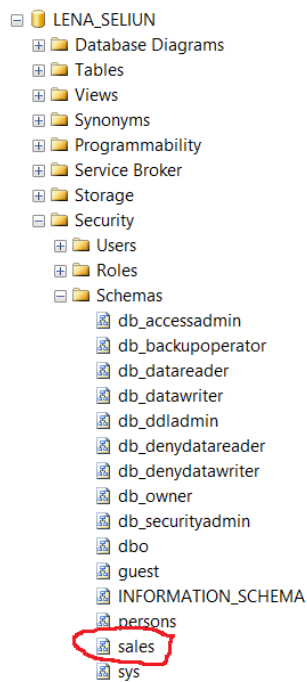 LENA_SELIUN
Database Diagrams
Tables
Views
Synonyms
Programmability
Service Broker
Storage
Security
Users
Roles
Schemas
db_accessadmin
db_backupoperator
db_datareader
db_datawriter
db_ddladmin
db_denydatareader
db_denydatawriter
db_owner
db_securityadmin
dbo
guest
INFORMATION_SCHEMA
persons
sales
sys